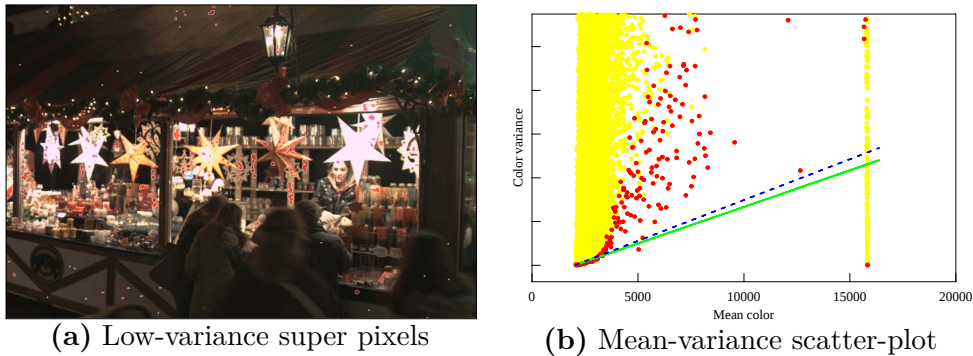 Color variance
0 5000 10000 15000 20000
Mean color
(a) Low-variance super pixels
(b) Mean-variance scatter-plot